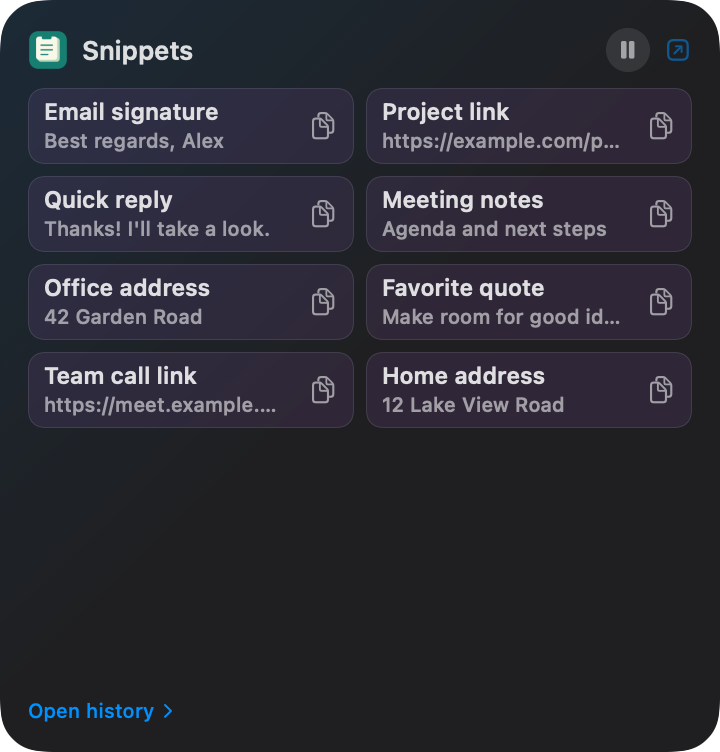 Snippets
Email signature
Best regards, Alex
Project link
https://example.com/p...
Quick reply
Thanks! I'll take a look.
Meeting notes
Agenda and next steps
Office address
42 Garden Road
Favorite quote
Make room for good id...
Team call link
https://meet.example....
Home address
12 Lake View Road
Open history